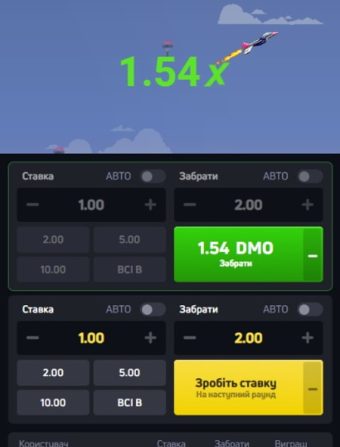 1.54x
Ставка АВТО Забрати АВТО
− 1.00 + − 2.00 +
2.00 5.00
1.54 DMO
Забрати
−
10.00 ВСІ В
Ставка АВТО Забрати АВТО
− 1.00 + − 2.00 +
2.00 5.00
Зробіть ставку
На наступний раунд
−
10.00 ВСІ В
Користувач Ставка Забрати Виграш